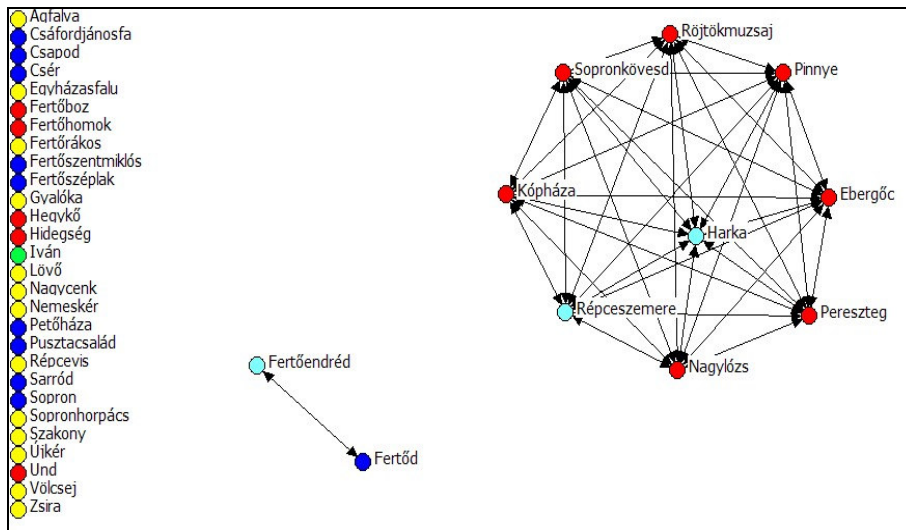 Agfalva
Csáfordjánosfa
Csapod
Csér
Egyházasfalu
Fertőboz
Fertőhomok
Fertőrákos
Fertőszentmiklós
Fertőszéplak
Gyalóka
Hegykő
Hidegség
Iván
Lövő
Nagycenk
Nemeskér
Petőháza
Pusztacsalád
Répcevis
Sarród
Sopron
Sopronhorpács
Szakony
Újkér
Und
Völcsej
Zsira
Fertőendréd
Fertőd
Röjtökmuzsaj
Sopronkövesd
Pinnye
Kópháza
Ebergőc
Harka
Répceszemere
Pereszteg
Nagylózs